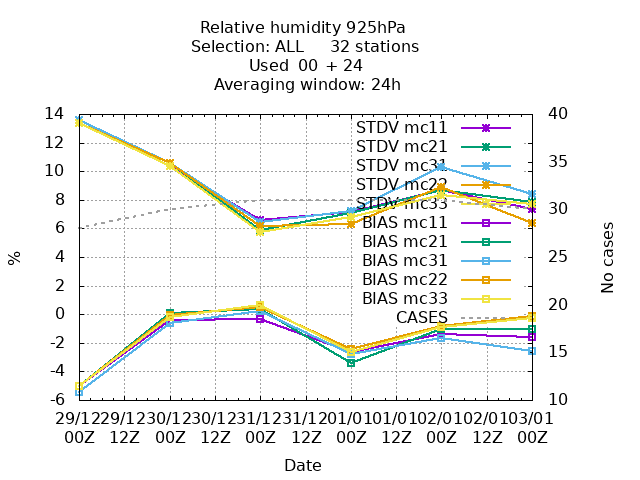 Relative humidity 925hPa
Selection: ALL     32 stations
Used  00 + 24
Averaging window: 24h
14
12
10
8
6
4
2
0
-2
-4
-6
%
40
35
30
25
20
15
10
No cases
STDV mc11
STDV mc21
STDV mc31
STDV mc22
STDV mc33
BIAS mc11
BIAS mc21
BIAS mc31
BIAS mc22
BIAS mc33
CASES
29/12 29/12 30/12 30/12 31/12 31/12 01/01 01/01 02/01 02/01 03/01
00Z 12Z 00Z 12Z 00Z 12Z 00Z 12Z 00Z 12Z 00Z
Date